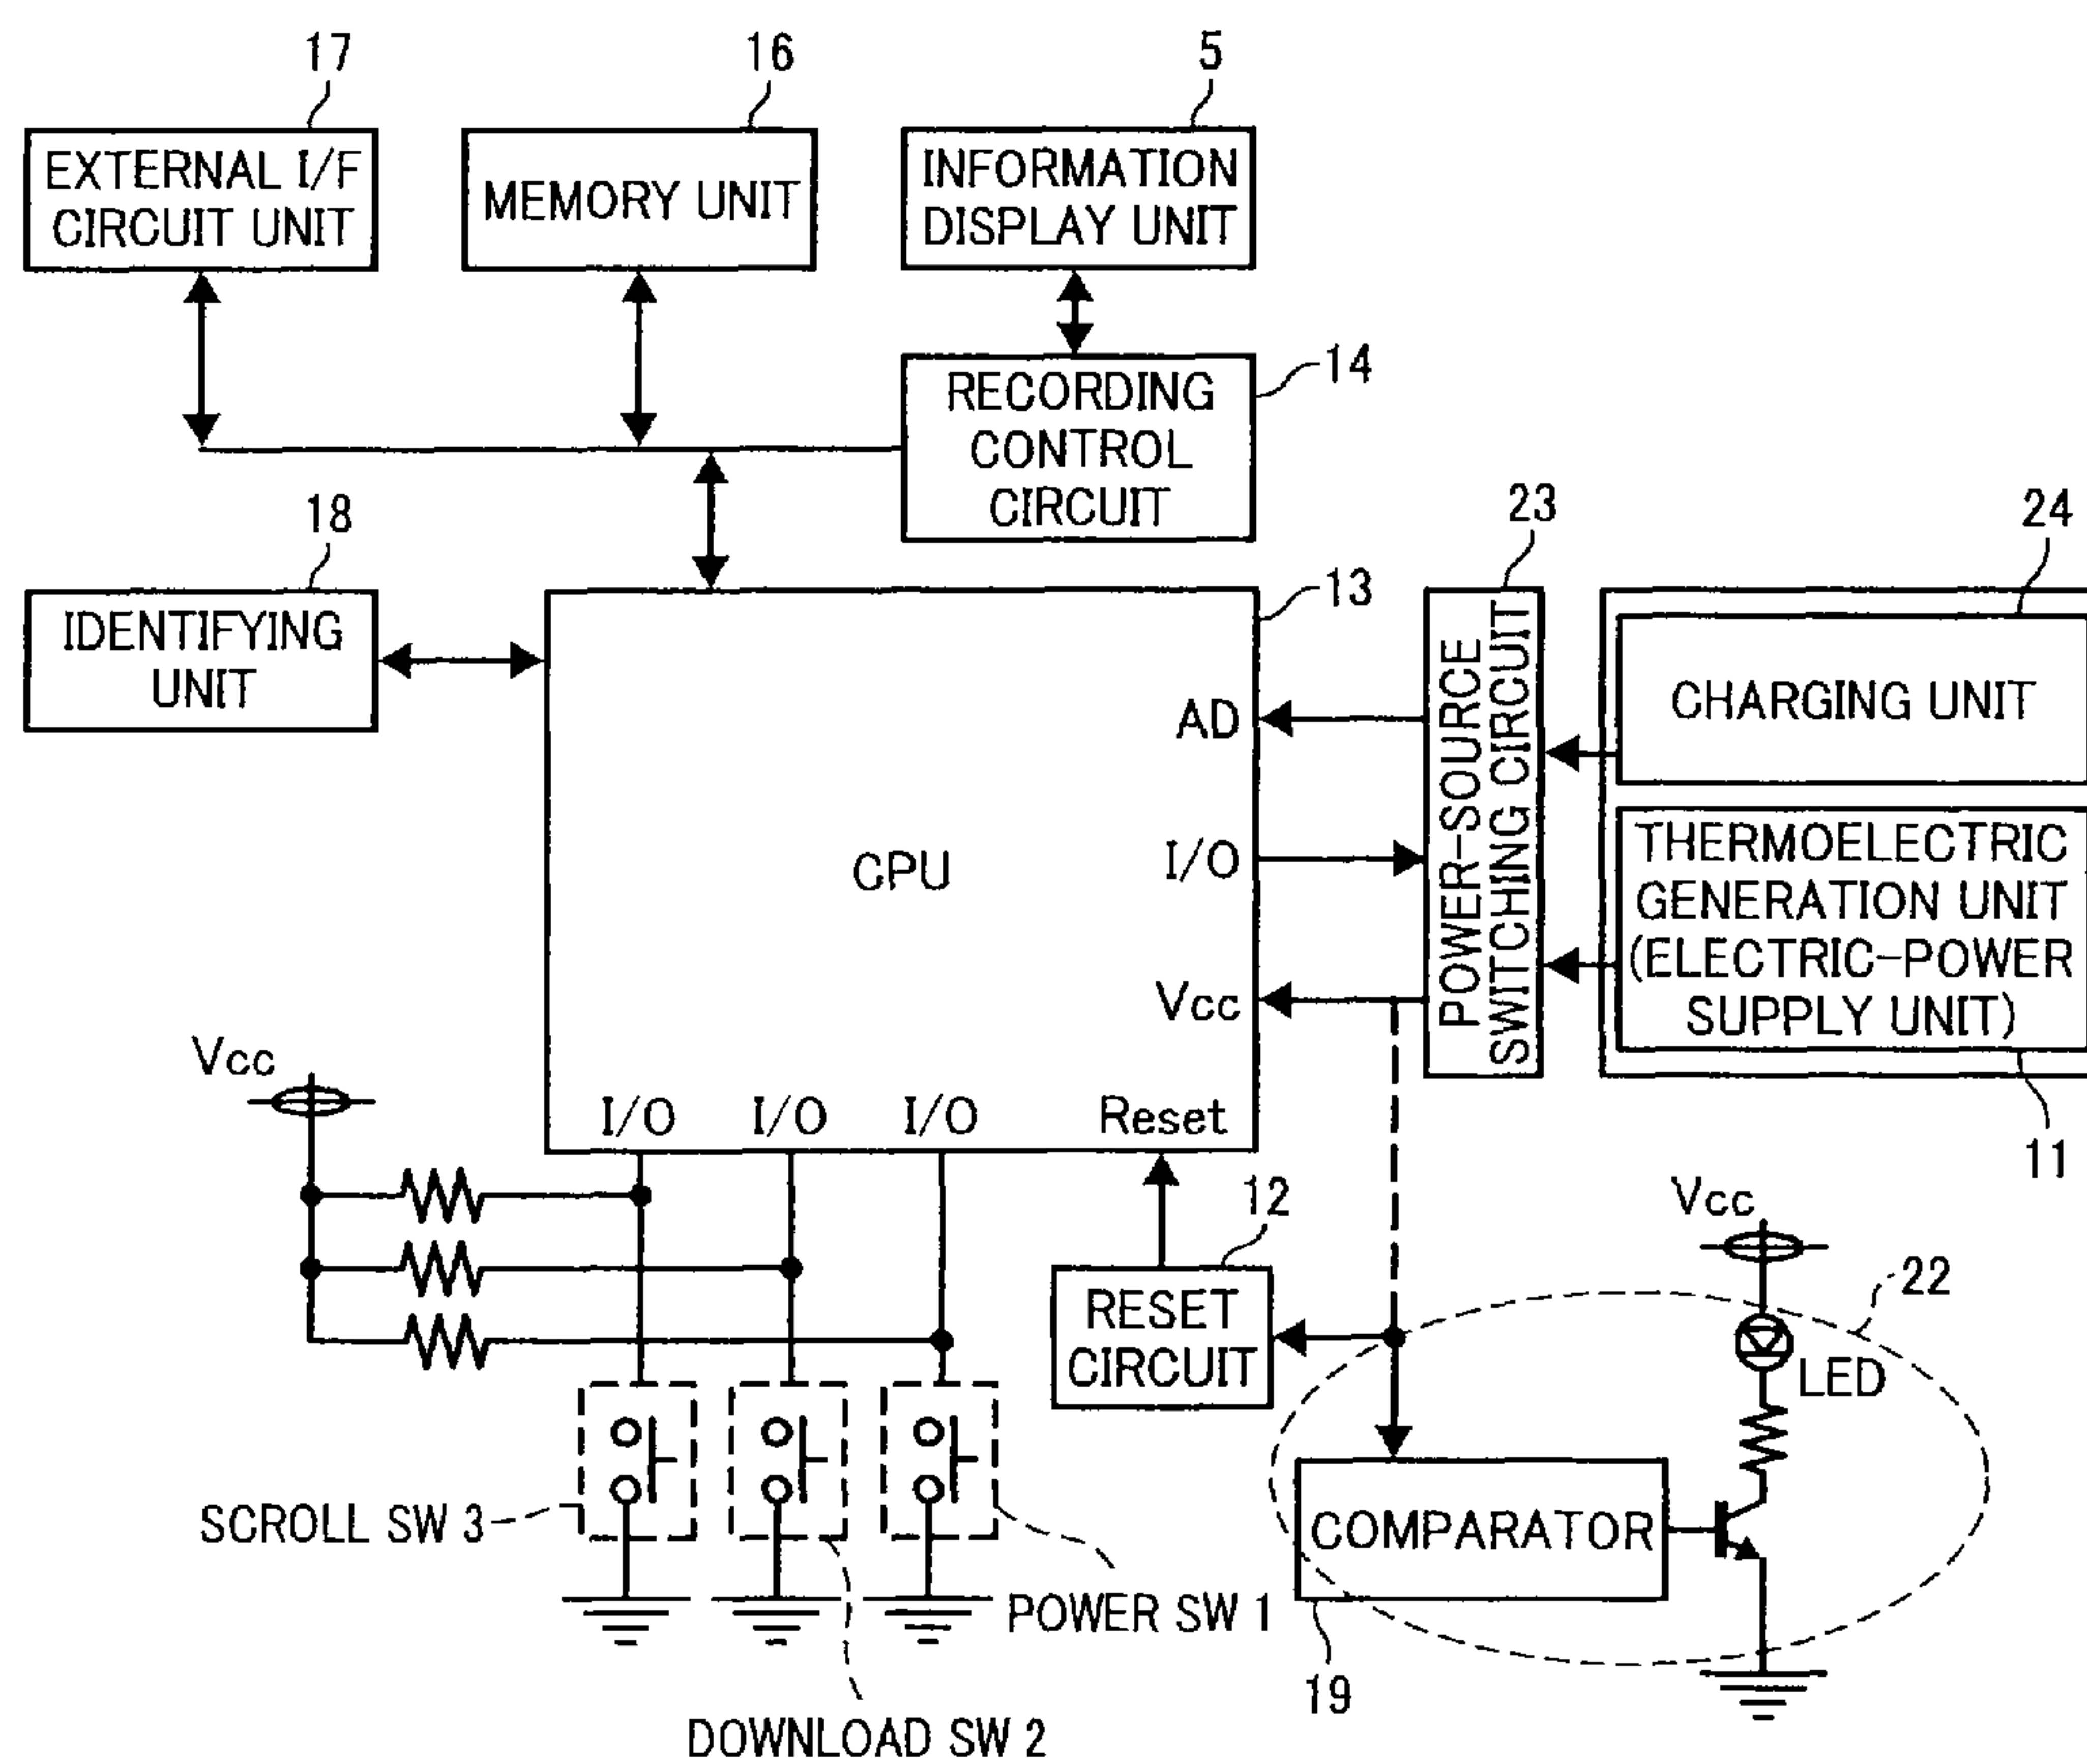 17
16
5
EXTERNAL I/F
CIRCUIT UNIT
MEMORY UNIT
INFORMATION
DISPLAY UNIT
14
RECORDING
CONTROL
CIRCUIT
18
23
24
13
IDENTIFYING
UNIT
POWER-SOURCE
SWITCHING CIRCUIT
CHARGING UNIT
AD
I/O
CPU
THERMOELECTRIC
GENERATION UNIT
(ELECTRIC-POWER
SUPPLY UNIT)
Vcc
Vcc
I/O
I/O
I/O
Reset
11
12
Vcc
22
RESET
CIRCUIT
LED
SCROLL SW 3
COMPARATOR
POWER SW 1
19
DOWNLOAD SW 2